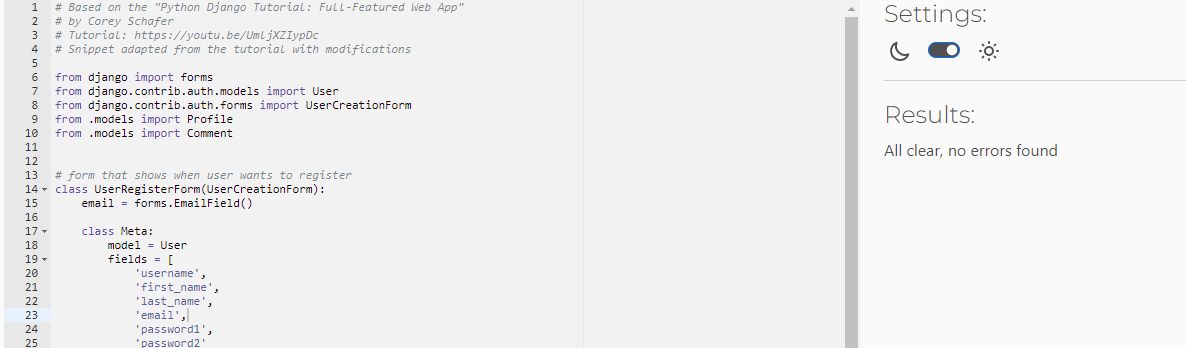 1 # Based on the "Python Django Tutorial: Full-Featured Web App"
2 # by Corey Schafer
3 # Tutorial: https://youtu.be/UmljXZIypDc
4 # Snippet adapted from the tutorial with modifications
5
6 from django import forms
7 from django.contrib.auth.models import User
8 from django.contrib.auth.forms import UserCreationForm
9 from .models import Profile
10 from .models import Comment
11
12
13 # form that shows when user wants to register
14 class UserRegisterForm(UserCreationForm):
15     email = forms.EmailField()
16
17     class Meta:
18         model = User
19         fields = [
20             'username',
21             'first_name',
22             'last_name',
23             'email',
24             'password1',
25             'password2'
Settings:
Results:
All clear, no errors found